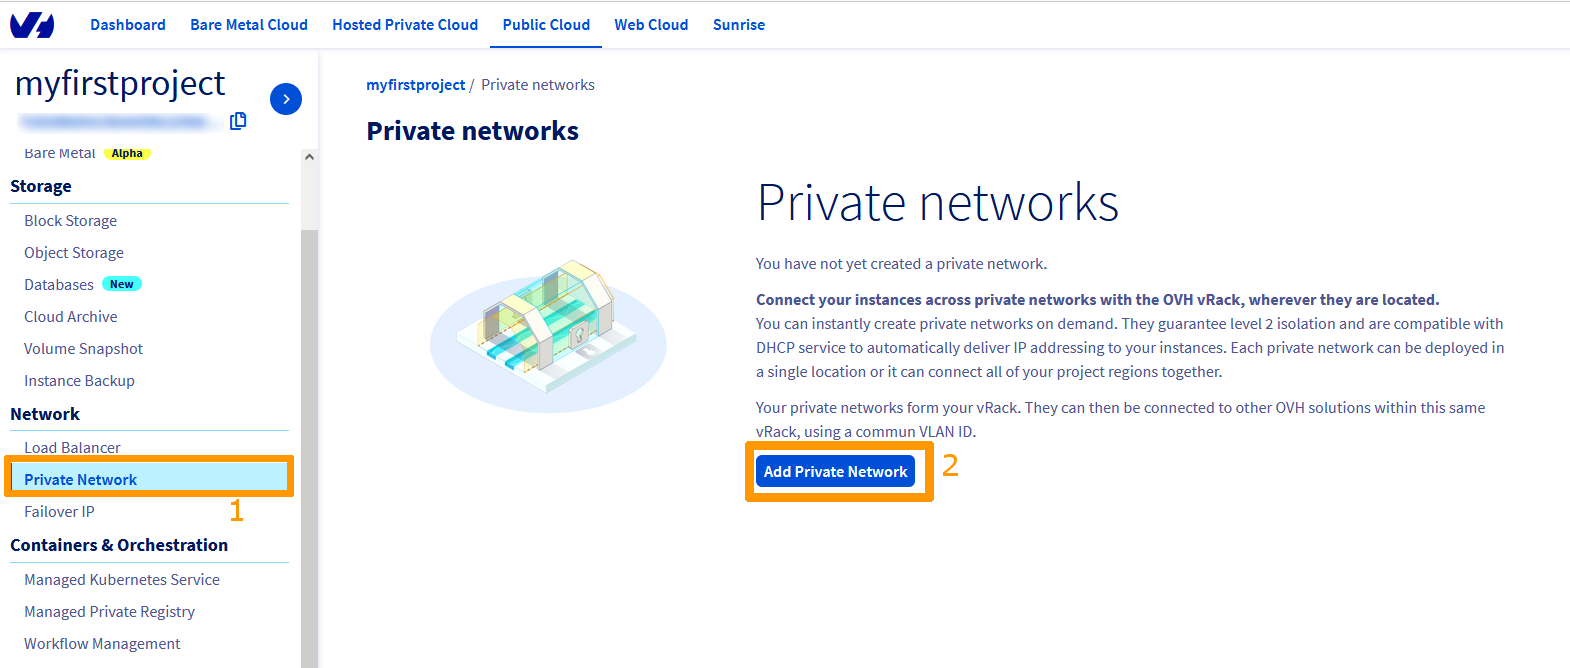 Dashboard Bare Metal Cloud Hosted Private Cloud Public Cloud Web Cloud Sunrise
myfirstproject
Bare Metal Alpha
Storage
Block Storage
Object Storage
Databases New
Cloud Archive
Volume Snapshot
Instance Backup
Network
Load Balancer
Private Network
1
Failover IP
Containers & Orchestration
Managed Kubernetes Service
Managed Private Registry
Workflow Management
myfirstproject / Private networks
Private networks
Private networks
You have not yet created a private network.
Connect your instances across private networks with the OVH vRack, wherever they are located.
You can instantly create private networks on demand. They guarantee level 2 isolation and are compatible with
DHCP service to automatically deliver IP addressing to your instances. Each private network can be deployed in
a single location or it can connect all of your project regions together.
Your private networks form your vRack. They can then be connected to other OVH solutions within this same
vRack, using a commun VLAN ID.
Add Private Network 2